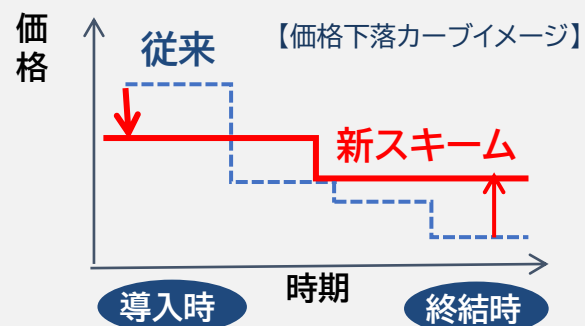 価格
【価格下落カーブイメージ】
従来
新スキーム
時期
導入時
終結時